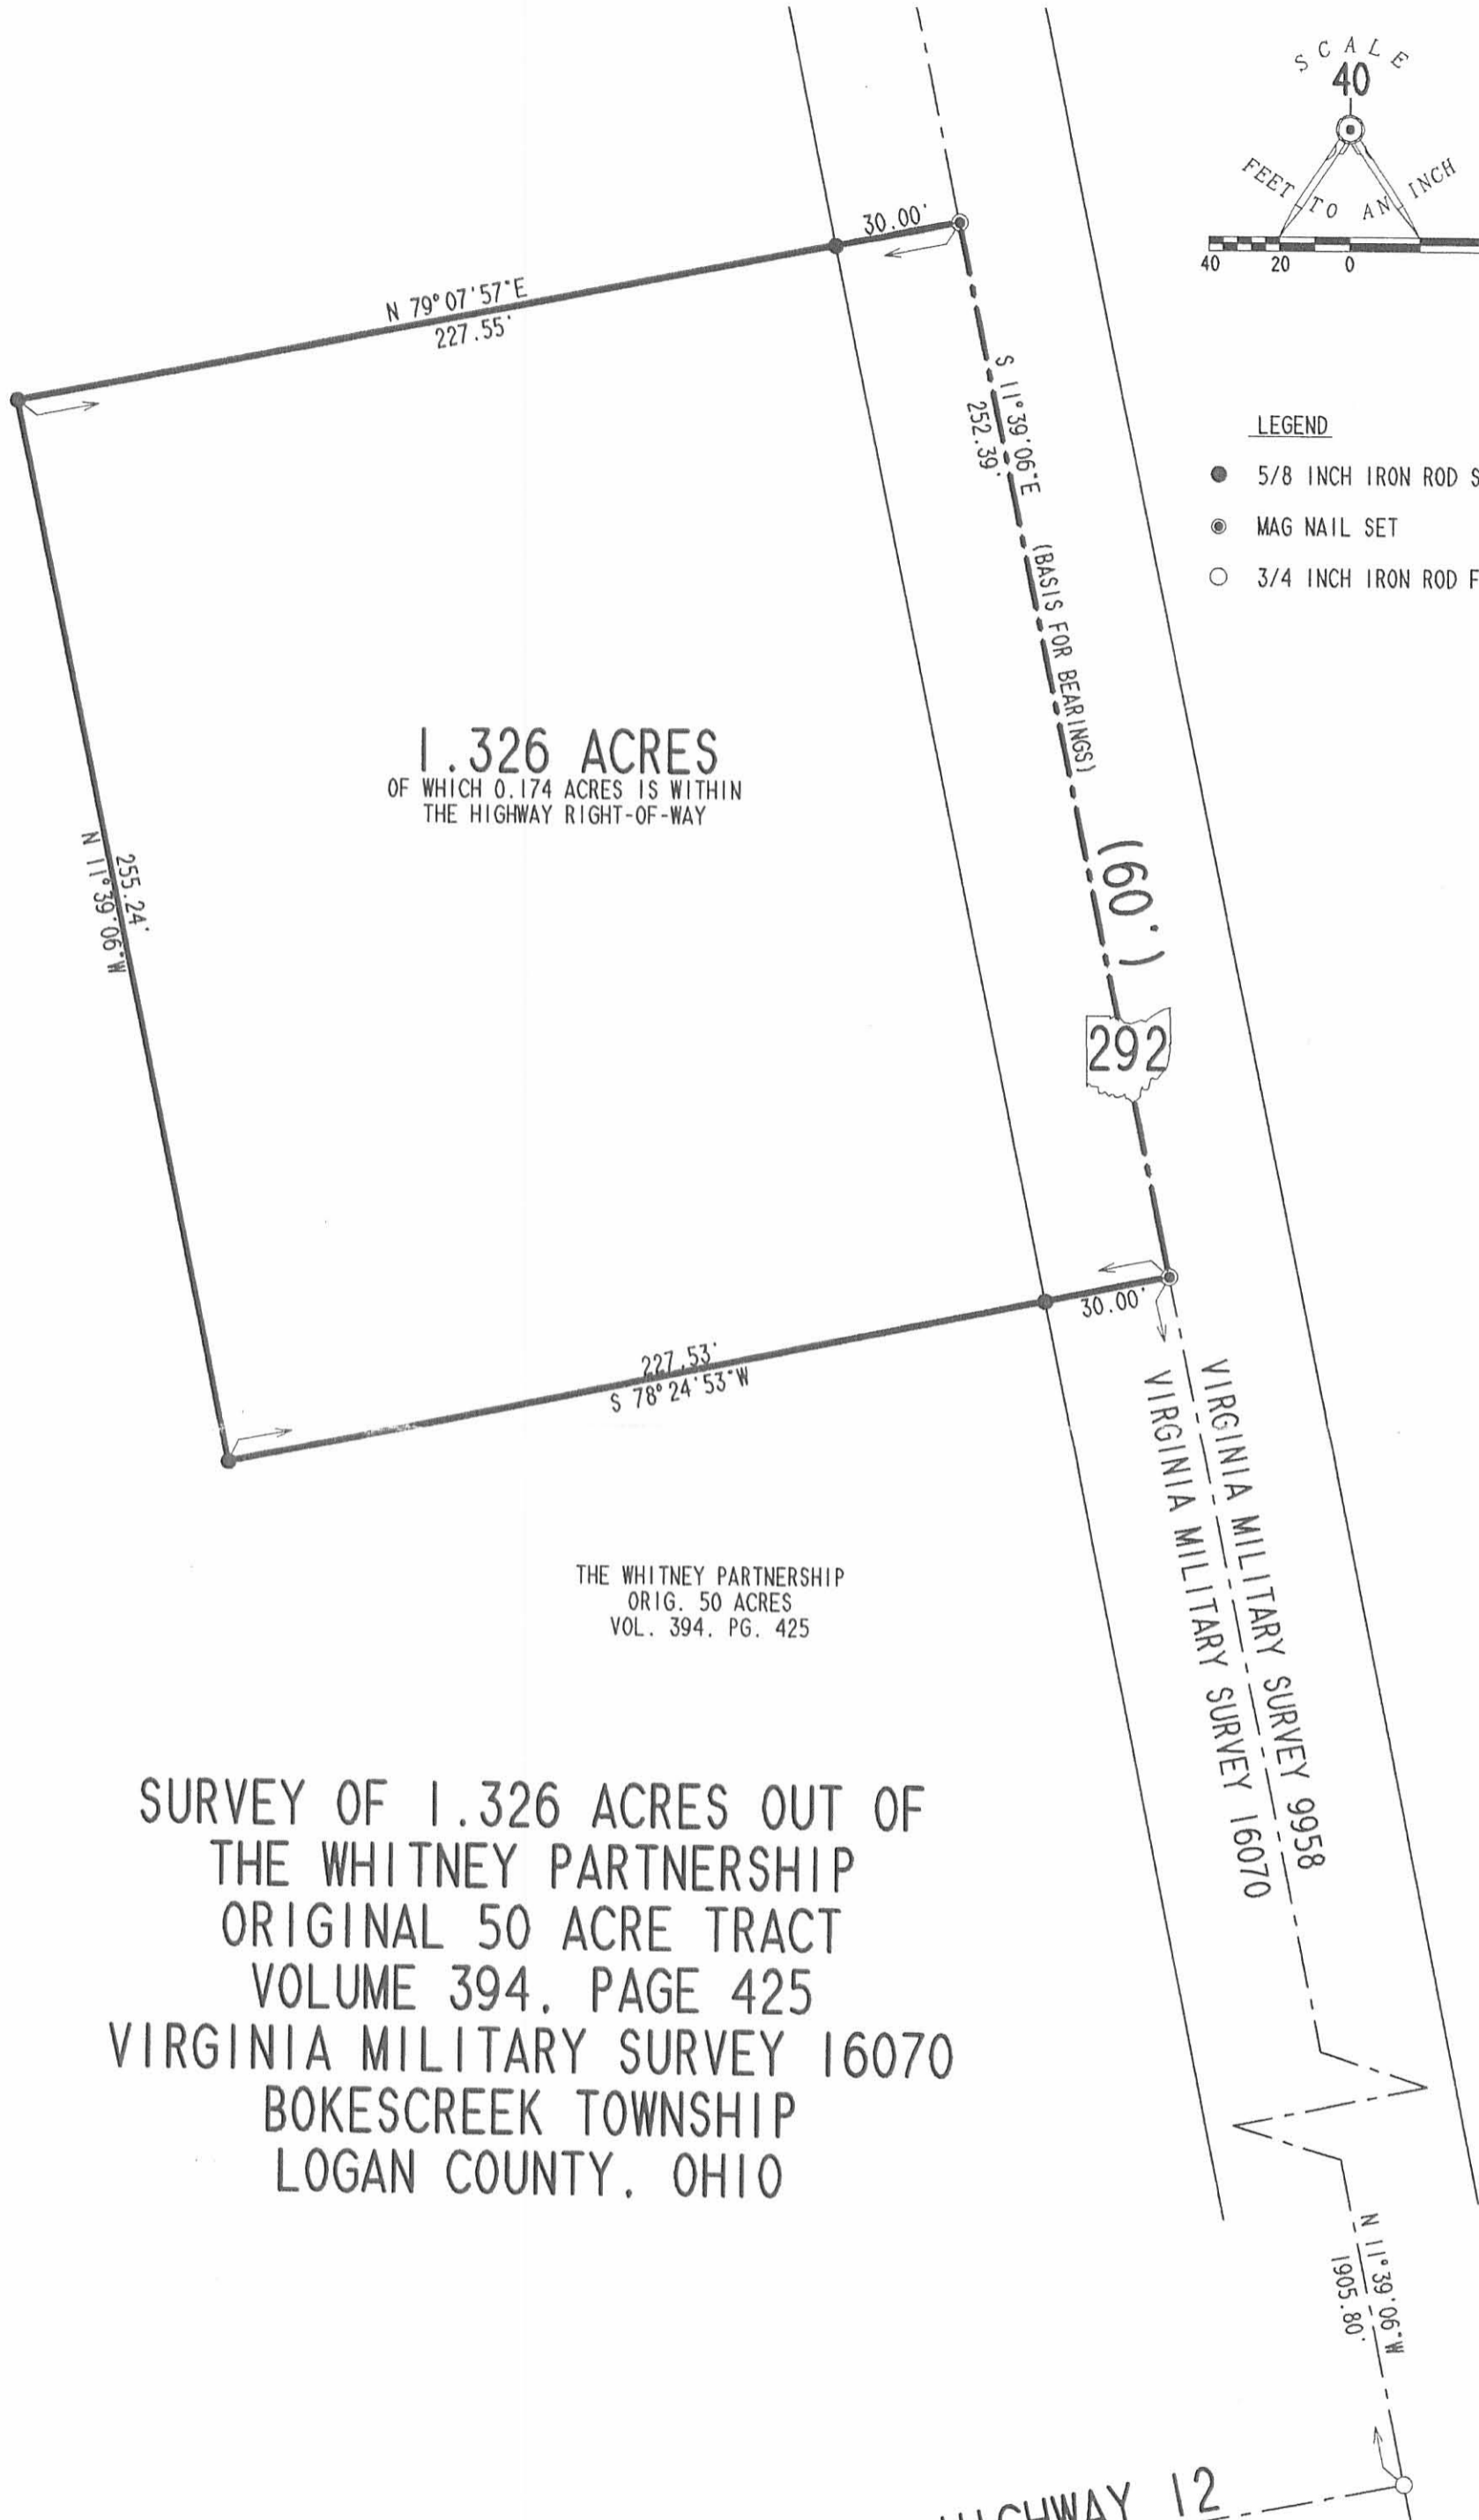 SCALE
40
FEET TO AN INCH
40 20 0
30.00'
N 79°07'57"E
227.55'
S 11°39'06"E (BASIS FOR BEARINGS)
252.39'
LEGEND
5/8 INCH IRON ROD
MAG NAIL SET
3/4 INCH IRON ROD
1.326 ACRES
OF WHICH 0.174 ACRES IS WITHIN
THE HIGHWAY RIGHT-OF-WAY
255.24'
N 11°39'06"W
(60')
292
30.00'
227.53'
S 78°24'53"W
VIRGINIA MILITARY SURVEY 9958
VIRGINIA MILITARY SURVEY 16070
THE WHITNEY PARTNERSHIP
ORIG. 50 ACRES
VOL. 394, PG. 425
SURVEY OF 1.326 ACRES OUT OF
THE WHITNEY PARTNERSHIP
ORIGINAL 50 ACRE TRACT
VOLUME 394, PAGE 425
VIRGINIA MILITARY SURVEY 16070
BOKESCREEK TOWNSHIP
LOGAN COUNTY, OHIO
N 11°39'06"W
1905.80'
HIGHWAY 12